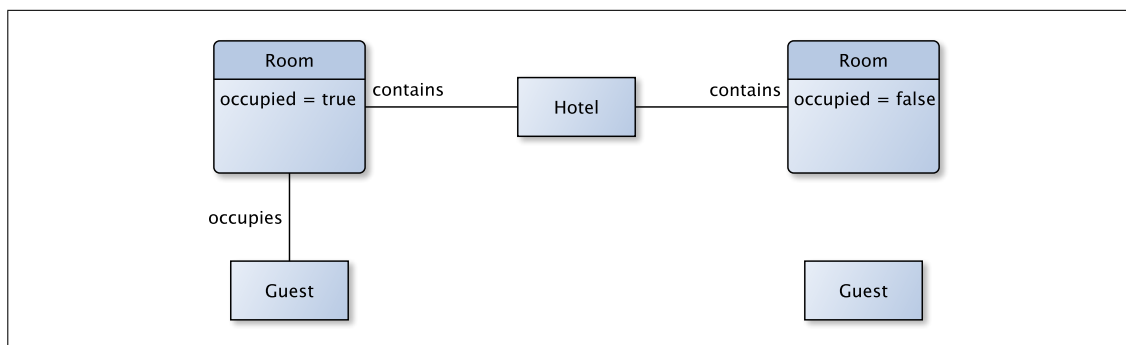 Room
Room
occupied = true
contains
Hotel
contains
occupied = false
occupies
Guest
Guest